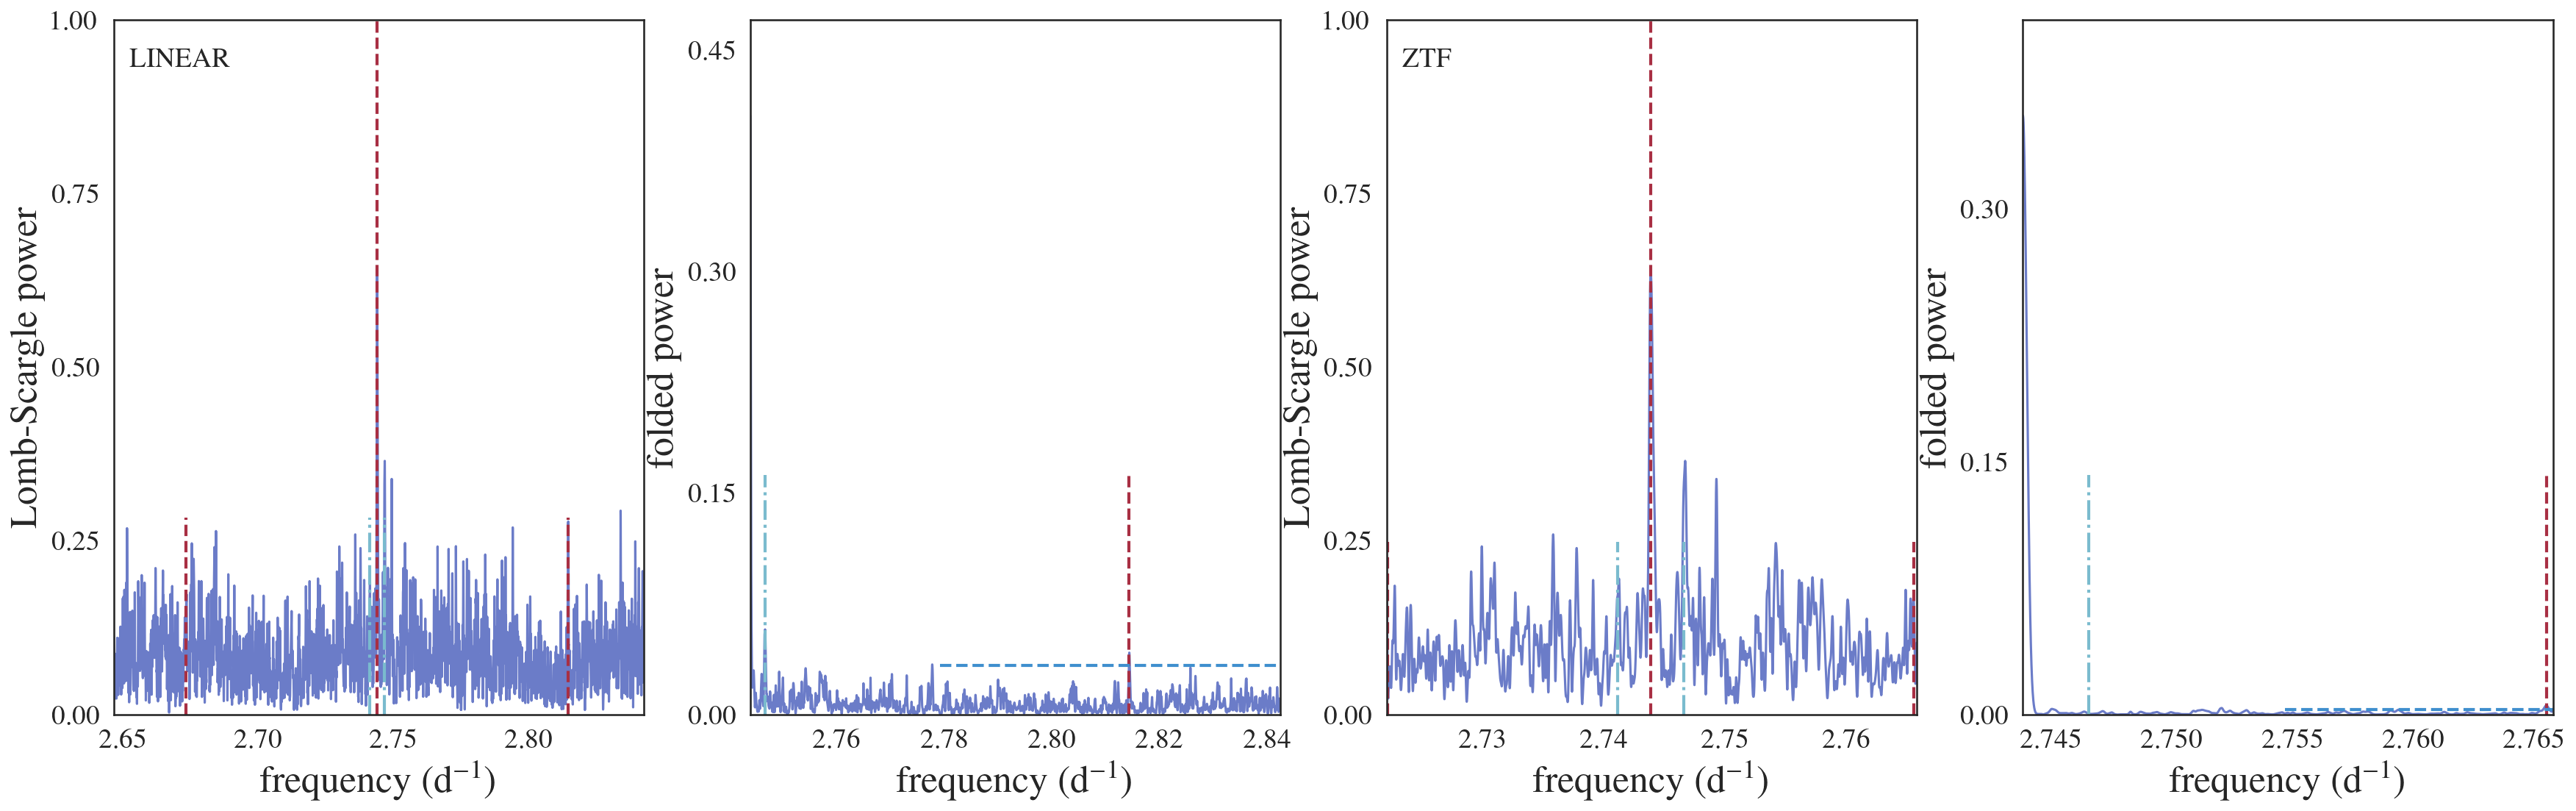 Lomb-Scargle power
1.00
0.75
0.50
0.25
0.00
LINEAR
2.65 2.70 2.75 2.80
frequency (d⁻¹)
folded power
0.45
0.30
0.15
0.00
2.76 2.78 2.80 2.82 2.84
frequency (d⁻¹)
Lomb-Scargle power
1.00
0.75
0.50
0.25
0.00
ZTF
2.73 2.74 2.75 2.76
frequency (d⁻¹)
folded power
0.30
0.15
0.00
2.745 2.750 2.755 2.760 2.765
frequency (d⁻¹)